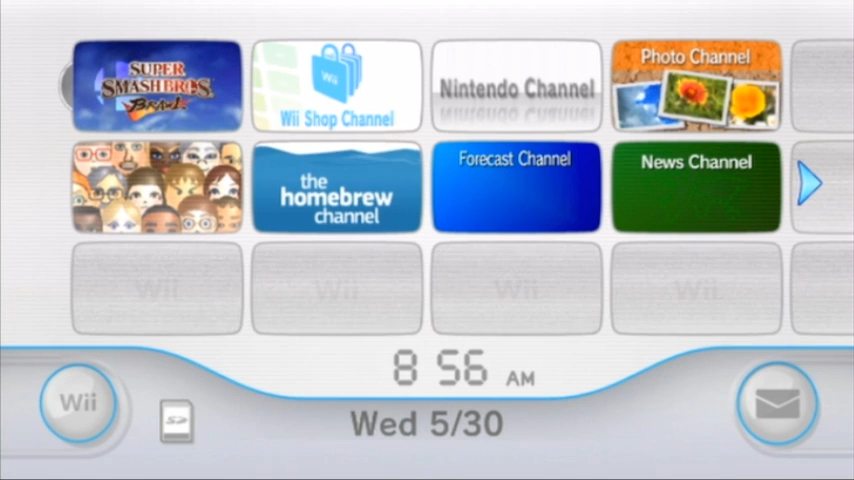 SUPER
SMASH BROS.
BRAWL
Wii
Wii Shop Channel
Nintendo Channel
Photo Channel
the
homebrew
channel
Forecast Channel
News Channel
Wii
Wii
Wii
Wii
8 56 AM
Wii
SD
Wed 5/30